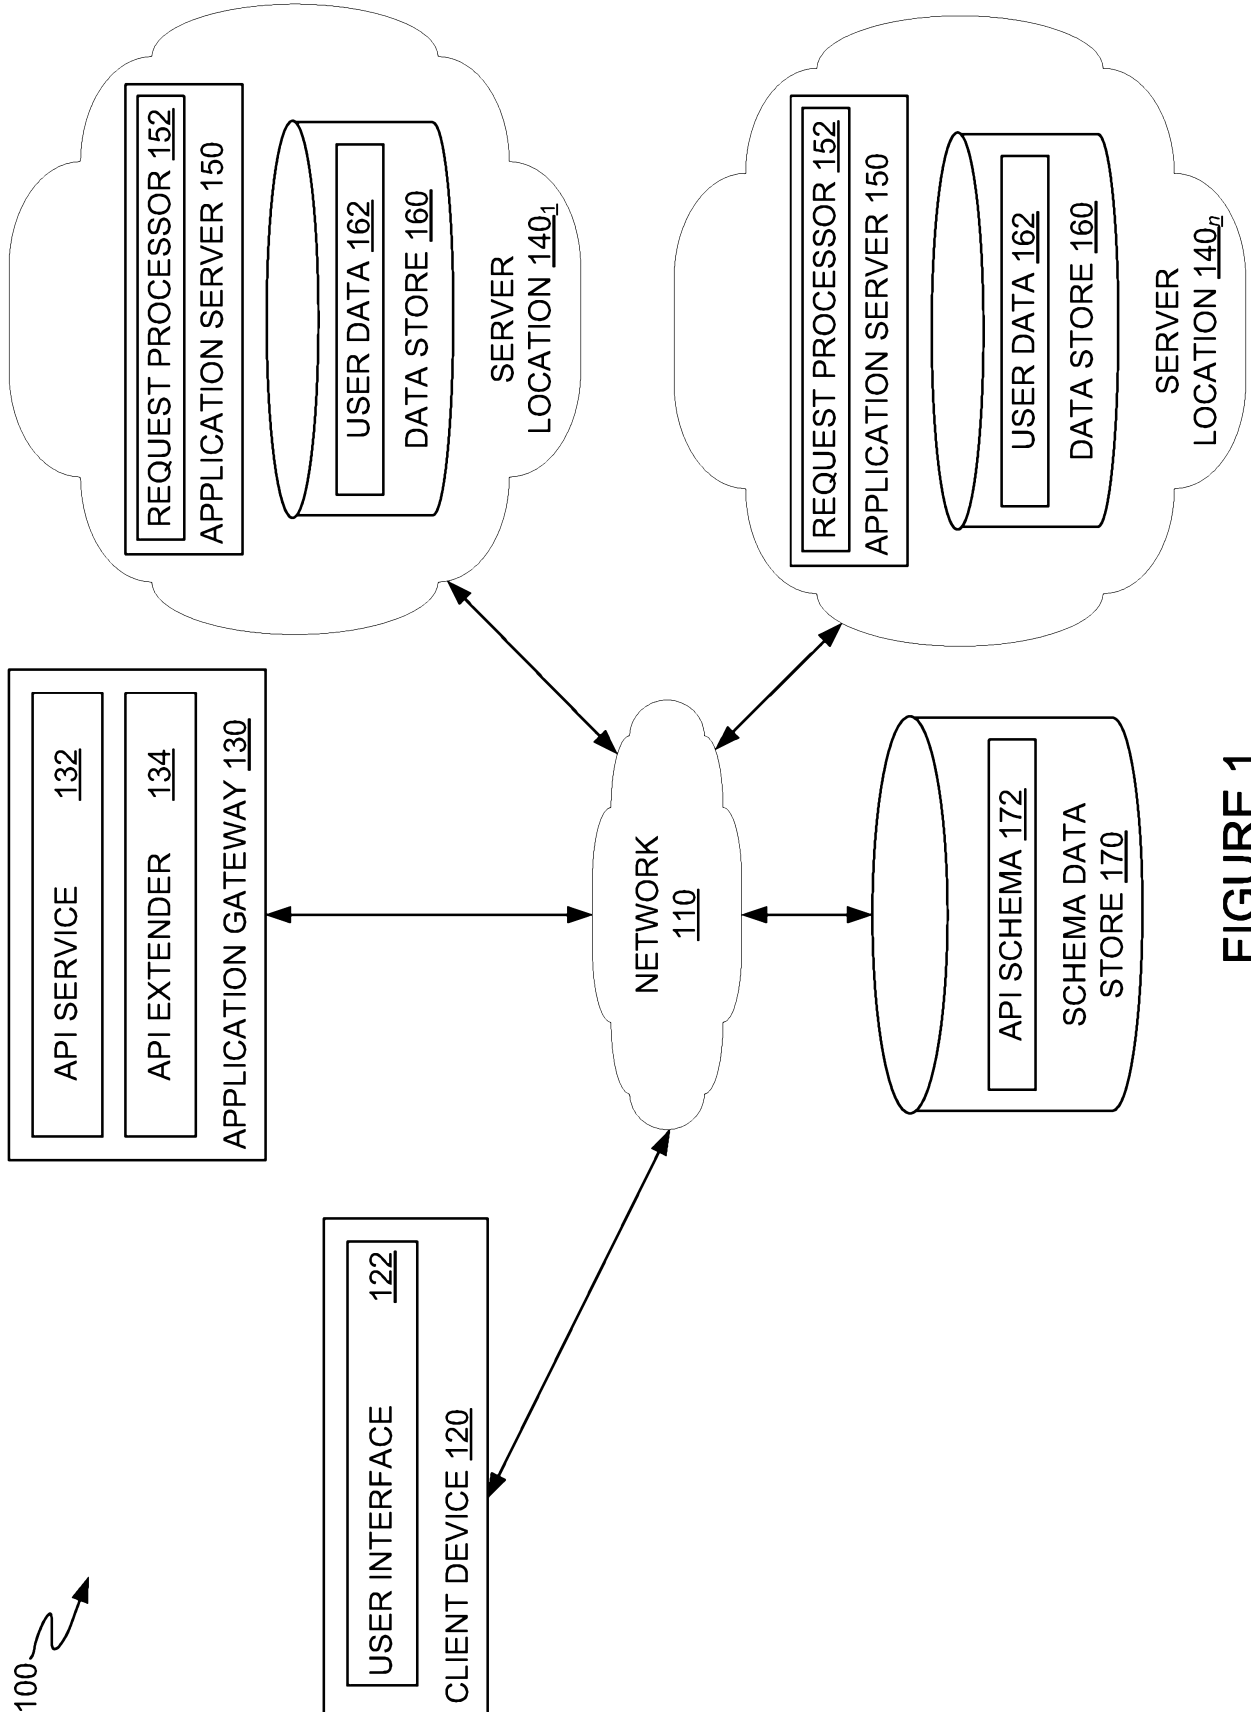 100
API SERVICE 132
API EXTENDER 134
APPLICATION GATEWAY 130
REQUEST PROCESSOR 152
APPLICATION SERVER 150
USER DATA 162
DATA STORE 160
SERVER
LOCATION 140₁
USER INTERFACE 122
CLIENT DEVICE 120
NETWORK
110
REQUEST PROCESSOR 152
APPLICATION SERVER 150
USER DATA 162
DATA STORE 160
SERVER
LOCATION 140ₙ
API SCHEMA 172
SCHEMA DATA
STORE 170
FIGURE 1